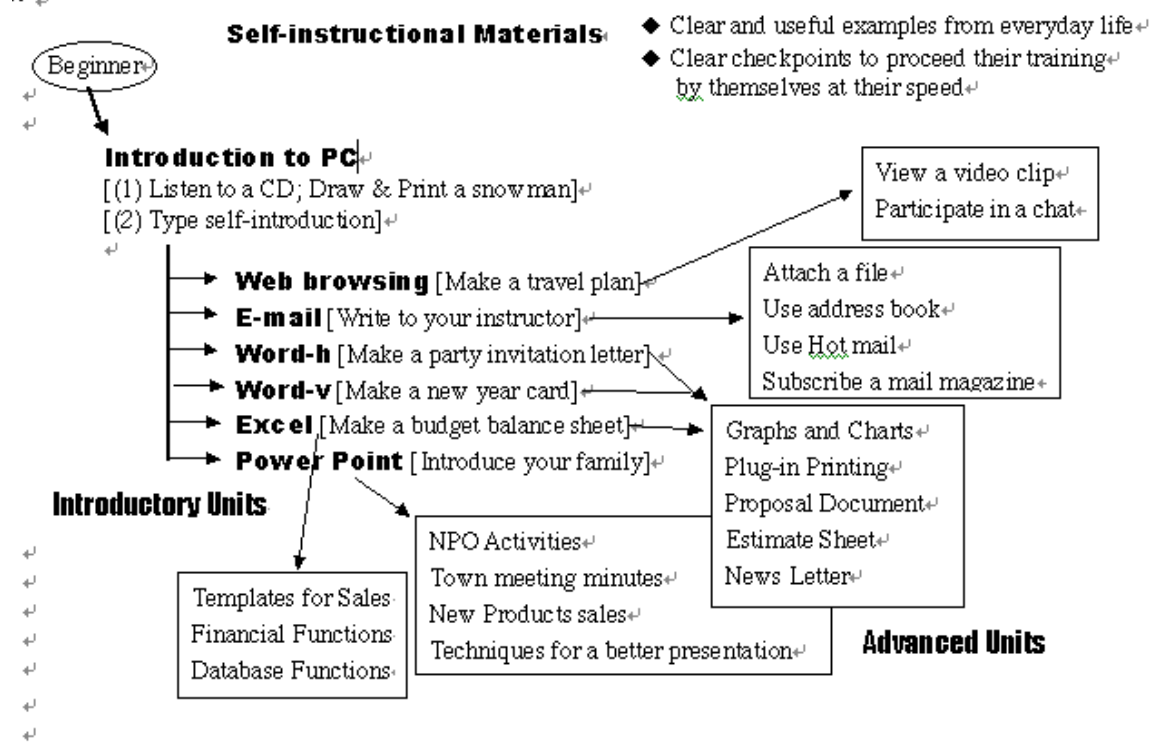 Self-instructional Materials
◆ Clear and useful examples from everyday life
◆ Clear checkpoints to proceed their training
by themselves at their speed
Beginner
Introduction to PC
[(1) Listen to a CD; Draw & Print a snowman]
[(2) Type self-introduction]
Web browsing [Make a travel plan]
E-mail [Write to your instructor]
Word-h [Make a party invitation letter]
Word-v [Make a new year card]
Excel [Make a budget balance sheet]
Power Point [Introduce your family]
Introductory Units
View a video clip
Participate in a chat
Attach a file
Use address book
Use Hot mail
Subscribe a mail magazine
Graphs and Charts
Plug-in Printing
Proposal Document
Estimate Sheet
News Letter
NPO Activities
Town meeting minutes
New Products sales
Techniques for a better presentation
Templates for Sales
Financial Functions
Database Functions
Advanced Units